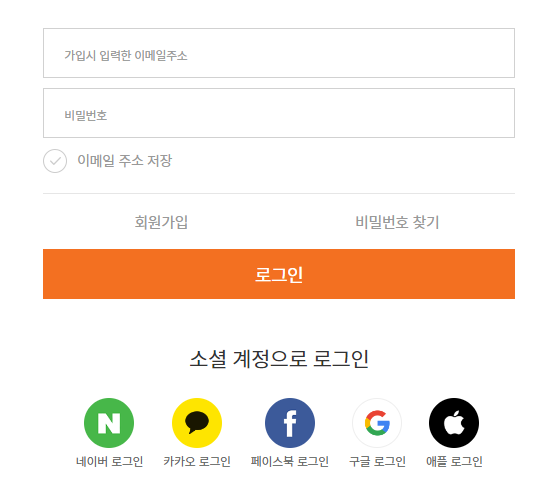 가입시 입력한 이메일주소
비밀번호
이메일 주소 저장
회원가입 비밀번호 찾기
로그인
소셜 계정으로 로그인
네이버 로그인 카카오 로그인 페이스북 로그인 구글 로그인 애플 로그인